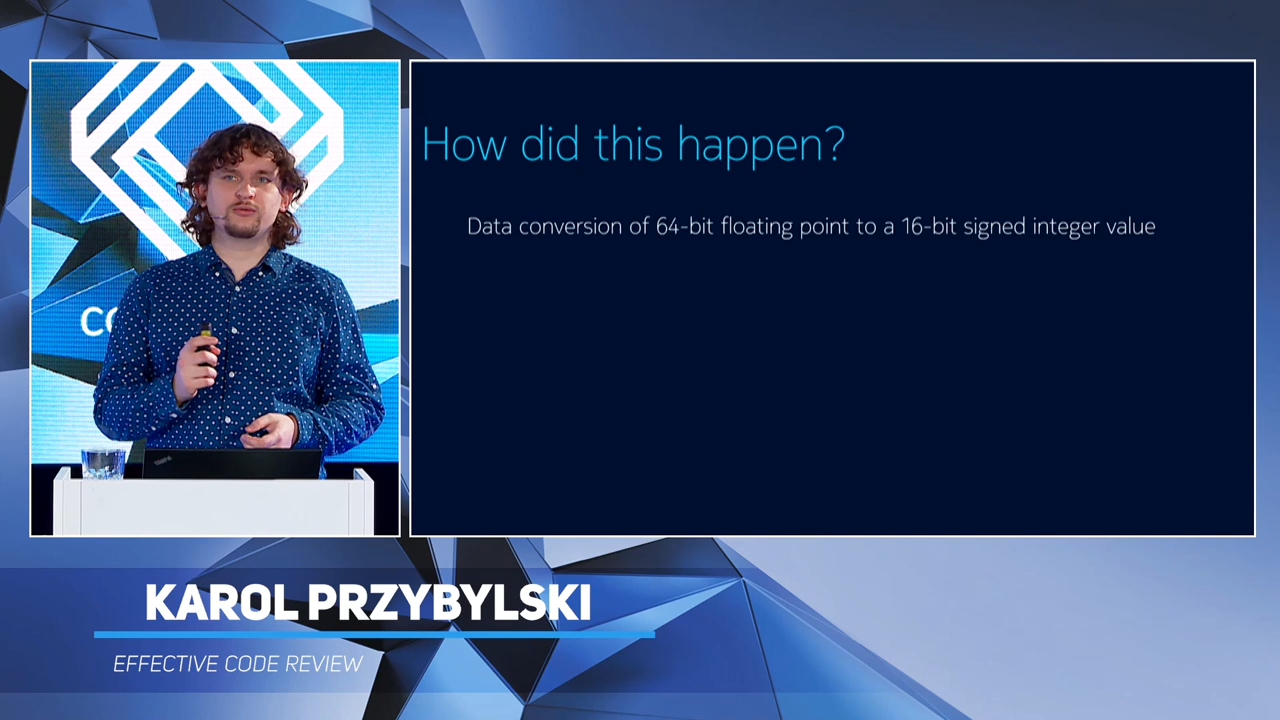 How did this happen?
Data conversion of 64-bit floating point to a 16-bit signed integer value
KAROL PRZYBYLSKI
EFFECTIVE CODE REVIEW